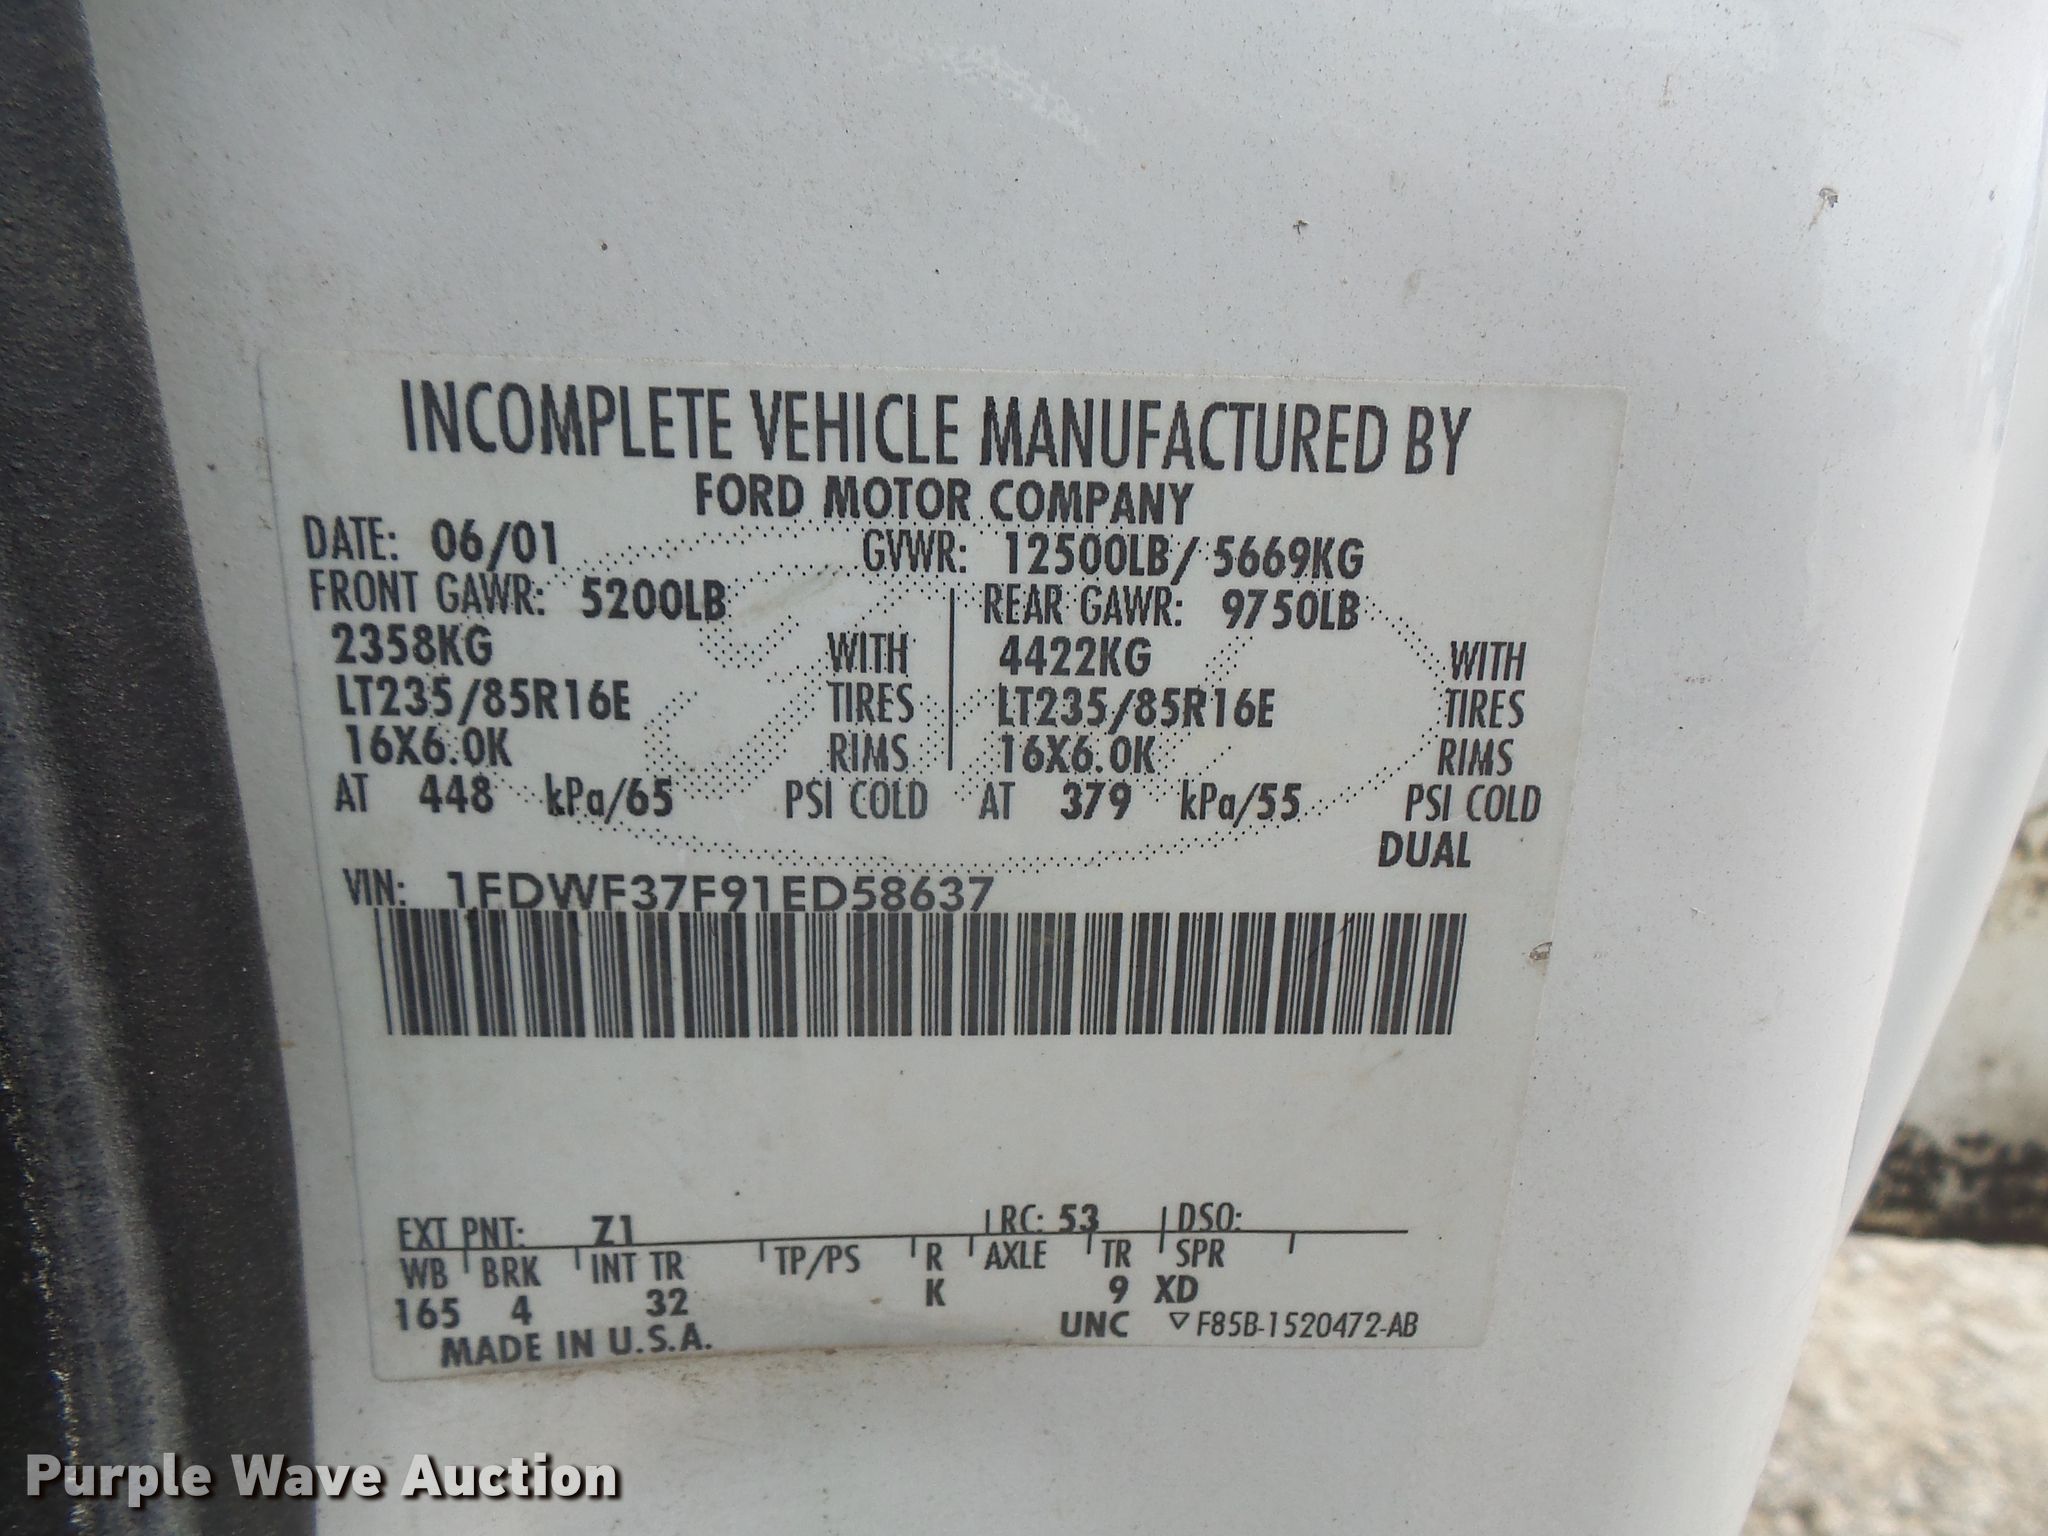 INCOMPLETE VEHICLE MANUFACTURED BY
FORD MOTOR COMPANY
DATE: 06/01 GVWR: 12500LB/ 5669KG
FRONT GAWR: 5200LB REAR GAWR: 9750LB
2358KG WITH 4422KG WITH
LT235/85R16E TIRES LT235/85R16E TIRES
16X6.0K RIMS 16X6.0K RIMS
AT 448 kPa/65 PSI COLD AT 379 kPa/55 PSI COLD
DUAL
VIN: 1FDWF37F91ED58637
EXT PNT: Z1 RC: 53 DSO:
WB BRK INT TR TP/PS R AXLE TR SPR
165 4 32 K 9 XD
MADE IN U.S.A. UNC ▽ F85B-1520472-AB
Purple Wave Auction